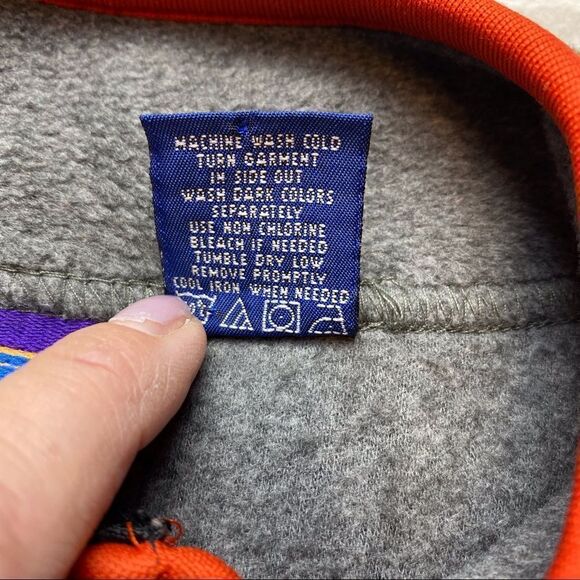 MACHINE WASH COLD
TURN GARMENT
IN SIDE OUT
WASH DARK COLORS
SEPARATELY
USE NON CHLORINE
BLEACH IF NEEDED
TUMBLE DRY LOW
REMOVE PROMPTLY
COOL IRON WHEN NEEDED